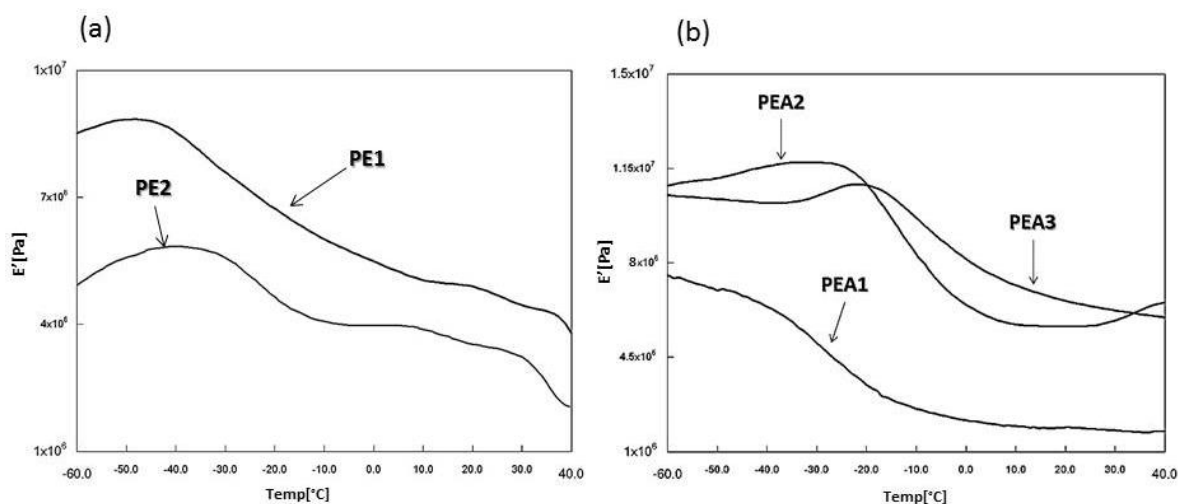 (a)
1x10⁷
7x10⁶
4x10⁶
1x10⁶
E'[Pa]
PE1
PE2
-60.0 -50.0 -40.0 -30.0 -20.0 -10.0 0.0 10.0 20.0 30.0 40.0
Temp[°C]
(b)
1.5x10⁷
1.15x10⁷
8x10⁶
4.5x10⁶
1x10⁶
E'[Pa]
PEA2
PEA3
PEA1
-60.0 -50.0 -40.0 -30.0 -20.0 -10.0 0.0 10.0 20.0 30.0 40.0
Temp[°C]